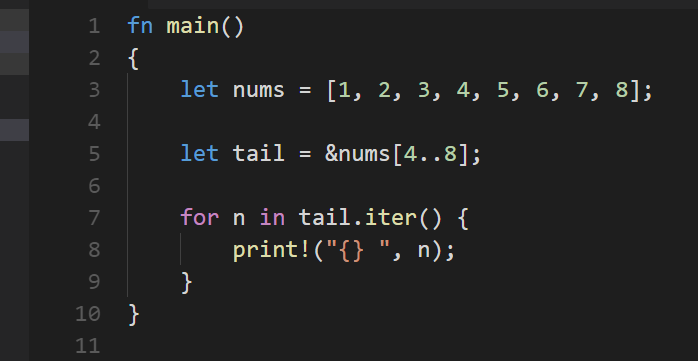 1 fn main()
2 {
3     let nums = [1, 2, 3, 4, 5, 6, 7, 8];
4
5     let tail = &nums[4..8];
6
7     for n in tail.iter() {
8         print!("{} ", n);
9     }
10 }
11